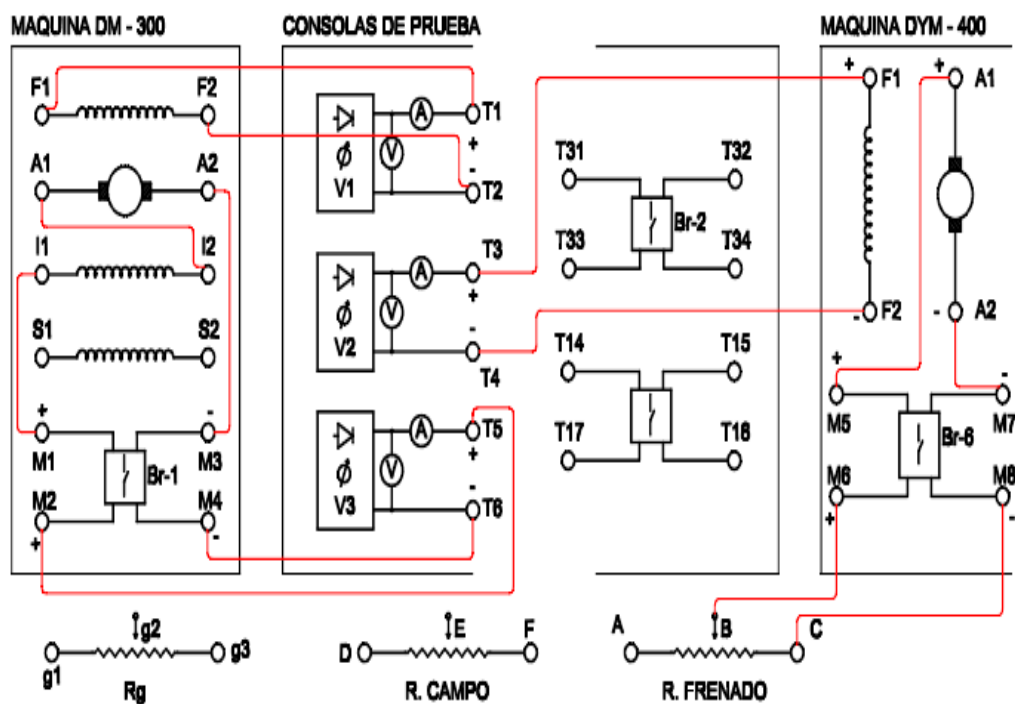 MAQUINA DM - 300
CONSOLAS DE PRUEBA
MAQUINA DYM - 400
F1 F2
A1 A2
I1 I2
S1 S2
+ -
M1 M3
Br-1
M2 M4
+ -
A T1
V +
Ø -
V1 T2
T3
A
V +
Ø -
V2
T4
A T5
V +
Ø -
V3 T6
T31 T32
Br-2
T33 T34
T14 T15
T17 T16
+ F1
+ A1
- F2
- A2
+ -
M5 M7
Br-6
M6 M8
+ -
g1 g2 g3
Rg
D E F
R. CAMPO
A B C
R. FRENADO